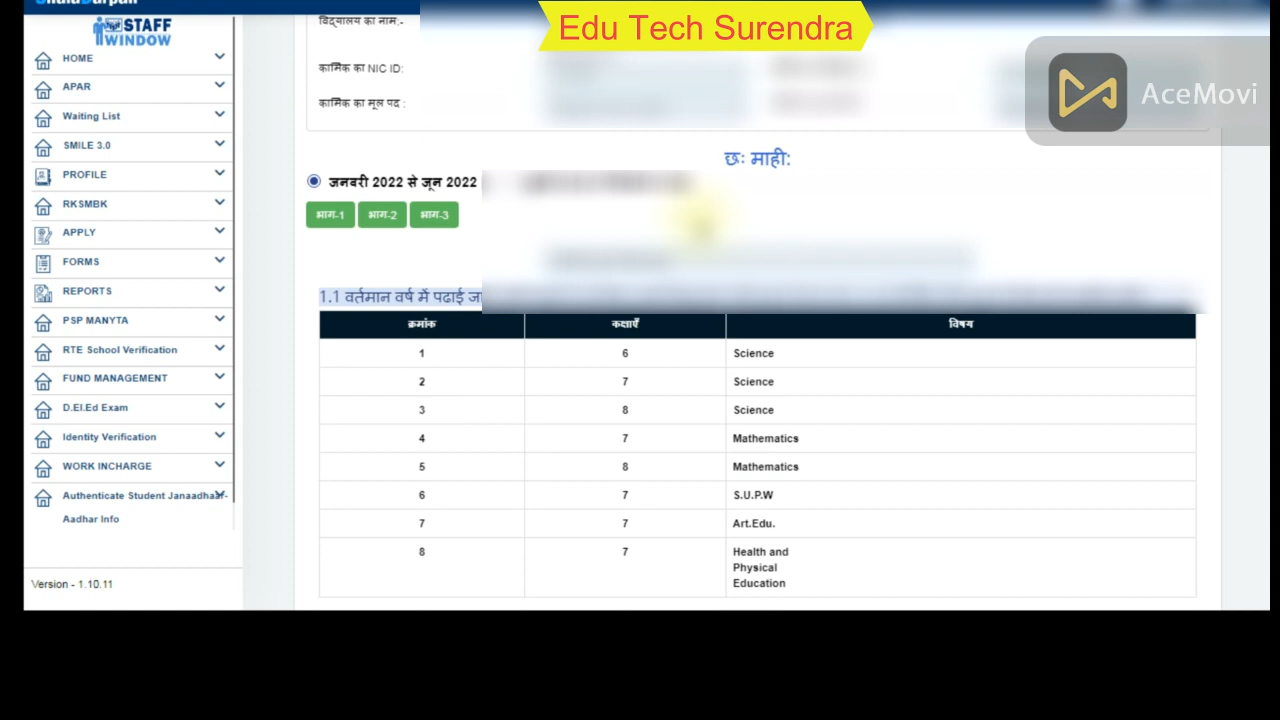 विद्यालय का नाम:-
Edu Tech Surendra
AceMovi
STAFF
WINDOW
HOME
APAR
Waiting List
SMILE 3.0
PROFILE
RKSMBK
APPLY
FORMS
REPORTS
PSP MANYTA
RTE School Verification
FUND MANAGEMENT
D.El.Ed Exam
Identity Verification
WORK INCHARGE
Authenticate Student Janaadhaar-
Aadhar Info
Version - 1.10.11
कार्मिक का NIC ID:
कार्मिक का मूल पद :
छः माही:
जनवरी 2022 से जून 2022
भाग-1 भाग-2 भाग-3
1.1 वर्तमान वर्ष में पढाई
क्रमांक कक्षाएँ विषय
1 6 Science
2 7 Science
3 8 Science
4 7 Mathematics
5 8 Mathematics
6 7 S.U.P.W
7 7 Art.Edu.
8 7 Health and
Physical
Education